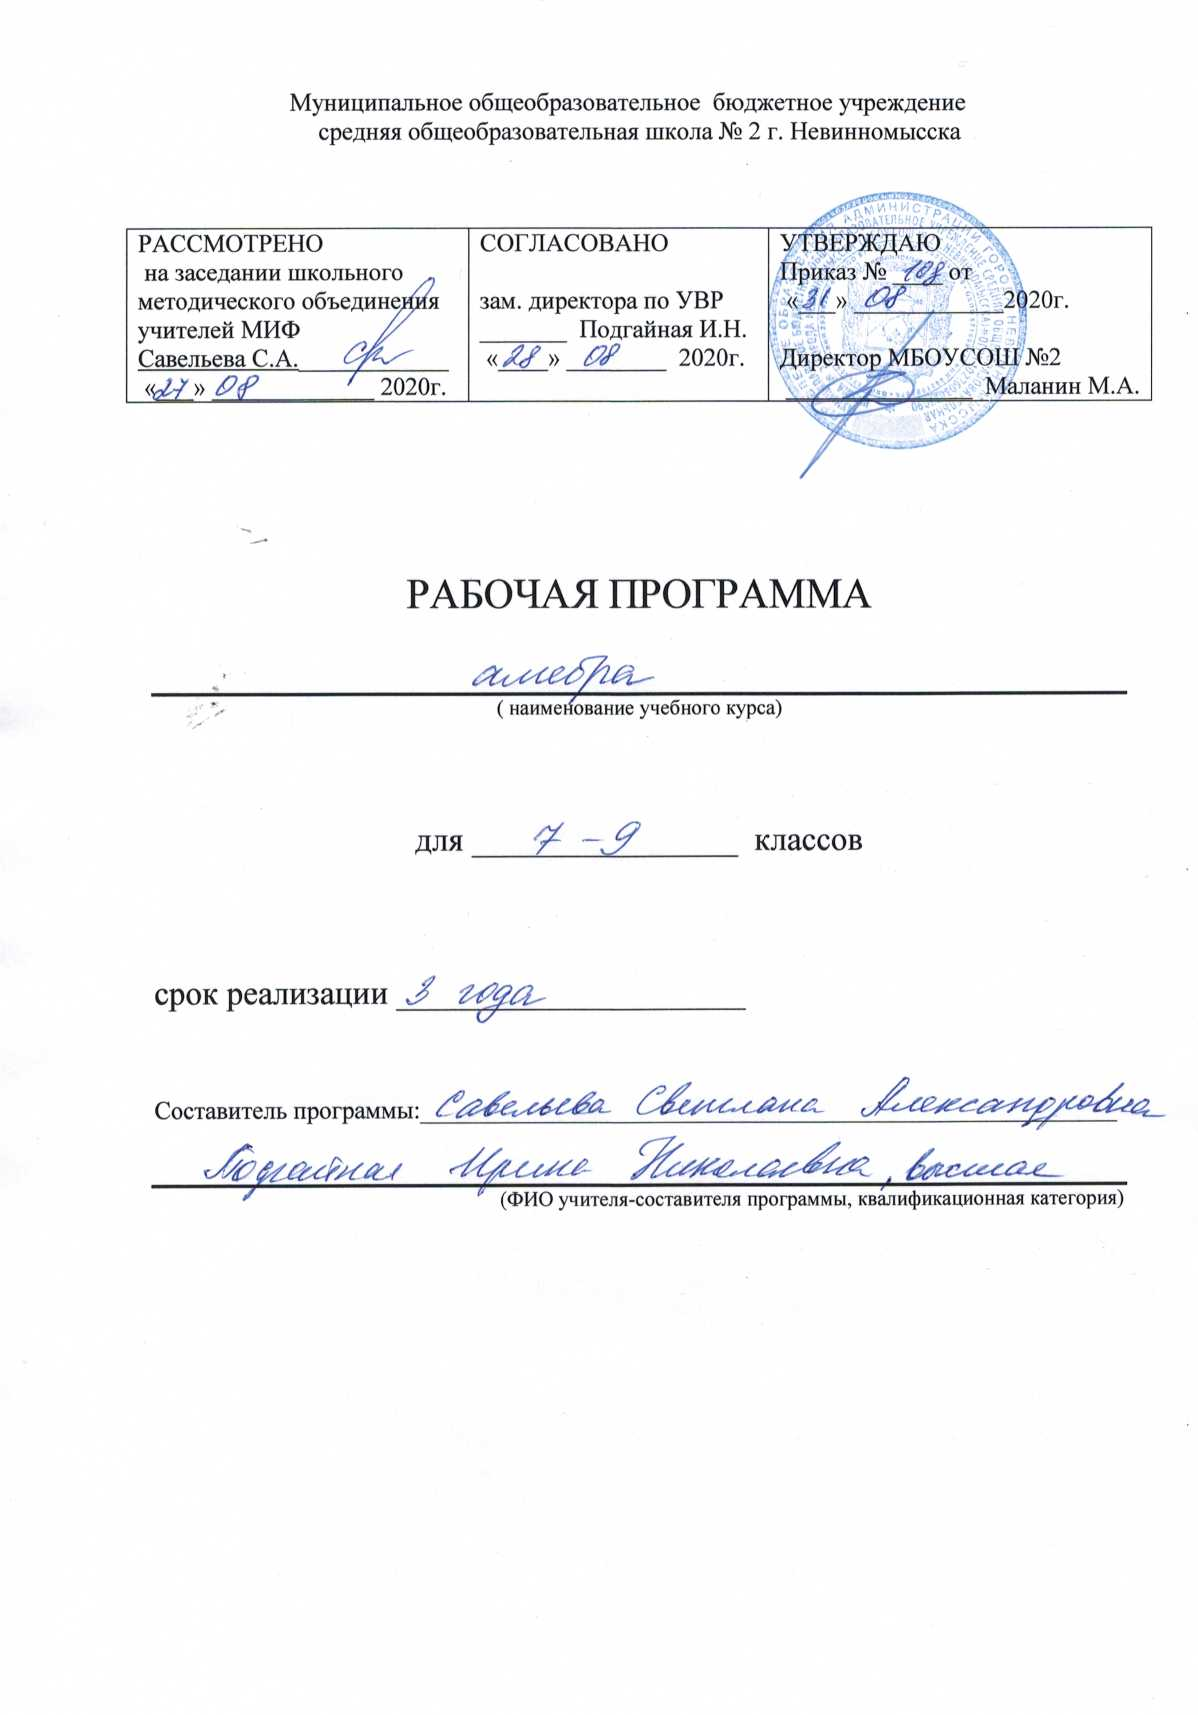 Муниципальное общеобразовательное бюджетное учреждение
средняя общеобразовательная школа № 2 г. Невинномысска
РАССМОТРЕНО
на заседании школьного
методического объединения
учителей МИФ
Савельева С.А.
«27» 08 2020г.
СОГЛАСОВАНО
зам. директора по УВР
Подгайная И.Н.
«28» 08 2020г.
УТВЕРЖДАЮ
Приказ № 108 от
«31» 08 2020г.
Директор МБОУСОШ №2
Маланин М.А.
РАБОЧАЯ ПРОГРАММА
алгебра
( наименование учебного курса)
для 7 – 9 классов
срок реализации 3 года
Составитель программы: Савельева Светлана Александровна
Подгайная Ирина Николаевна, высшая
(ФИО учителя-составителя программы, квалификационная категория)